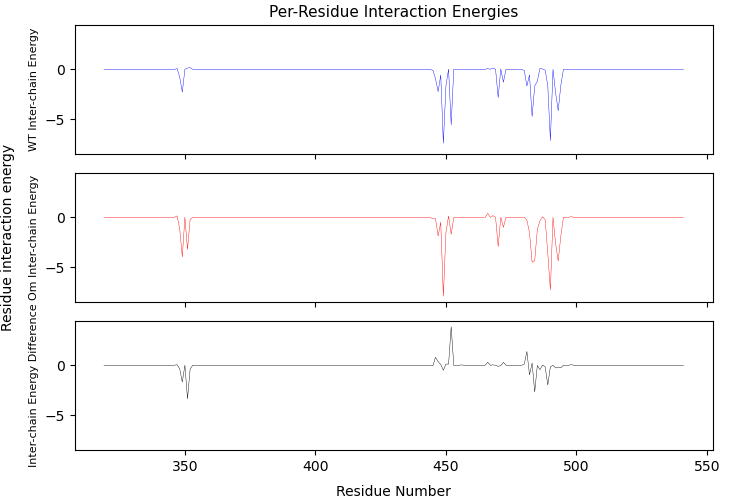 Per-Residue Interaction Energies
Residue interaction energy
WT Inter-chain Energy
0
−5
Om Inter-chain Energy
0
−5
Inter-chain Energy Difference
0
−5
350
400
450
500
550
Residue Number